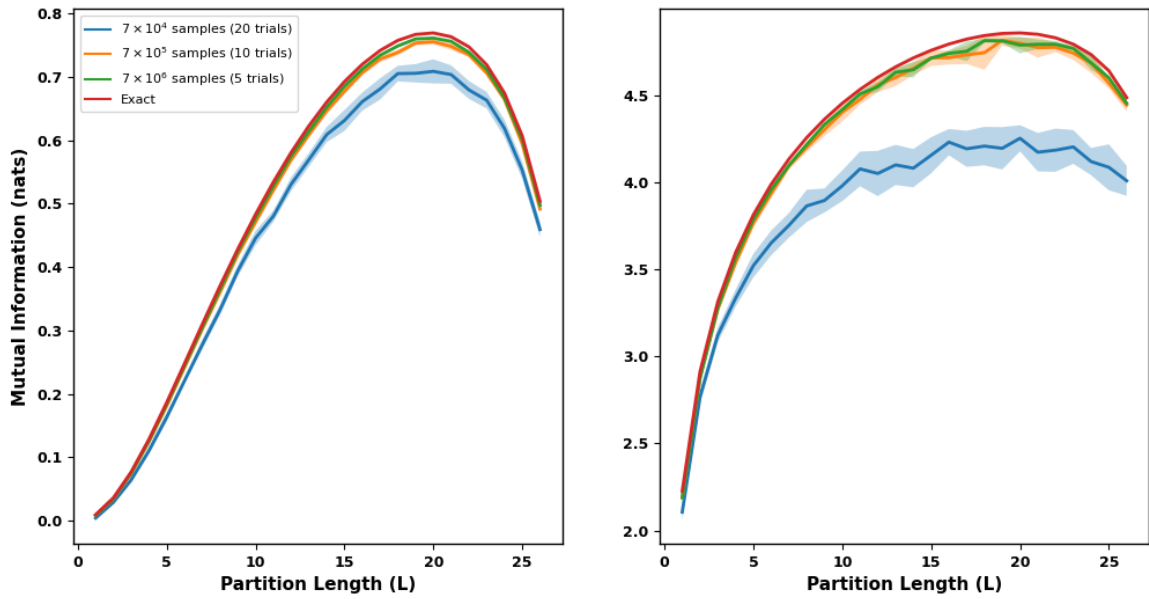 Mutual Information (nats)
0.8
0.7
0.6
0.5
0.4
0.3
0.2
0.1
0.0
7 × 10⁴ samples (20 trials)
7 × 10⁵ samples (10 trials)
7 × 10⁶ samples (5 trials)
Exact
0 5 10 15 20 25
Partition Length (L)
4.5
4.0
3.5
3.0
2.5
2.0
0 5 10 15 20 25
Partition Length (L)